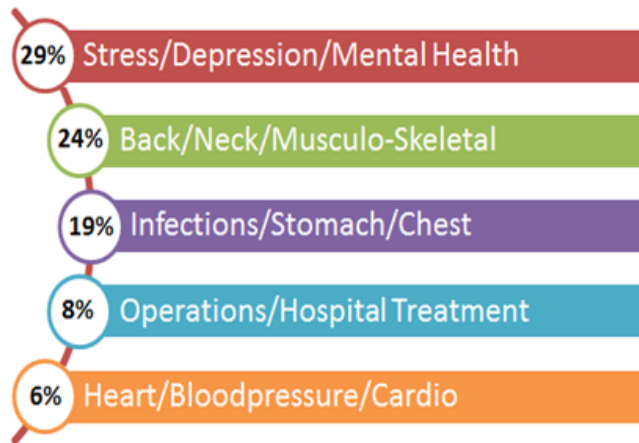 29% Stress/Depression/Mental Health
24% Back/Neck/Musculo-Skeletal
19% Infections/Stomach/Chest
8% Operations/Hospital Treatment
6% Heart/Bloodpressure/Cardio